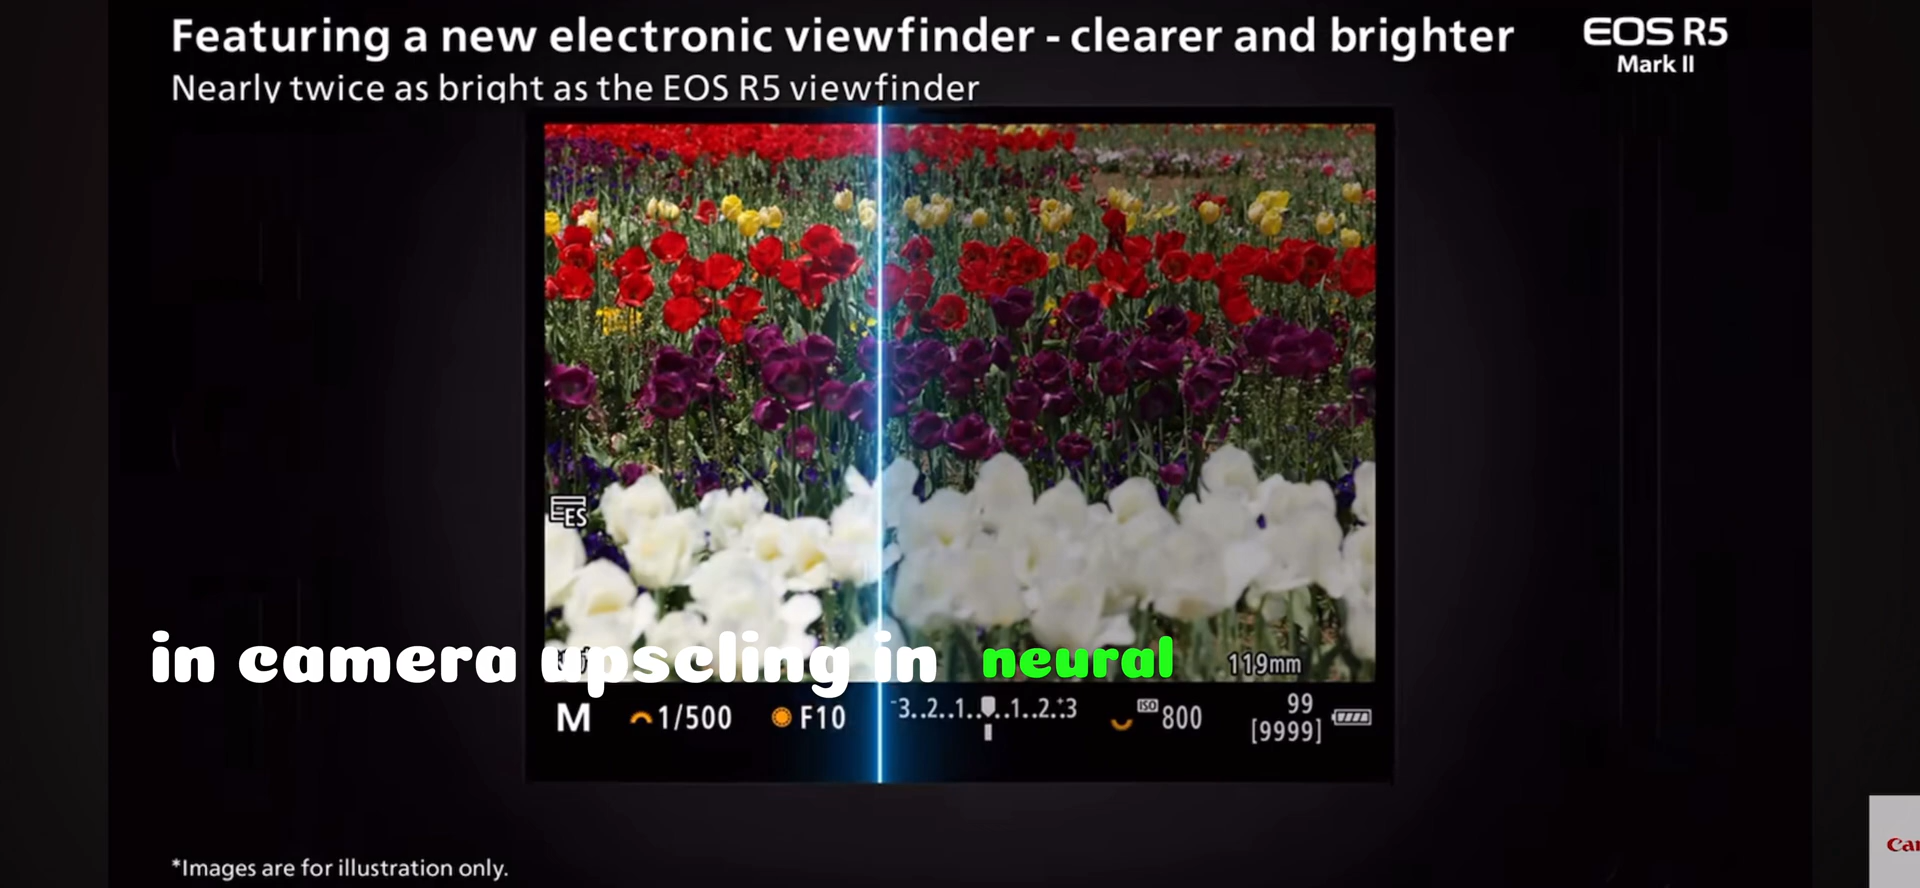 Featuring a new electronic viewfinder - clearer and brighter
EOS R5
Mark II
Nearly twice as bright as the EOS R5 viewfinder
ES
in camera upscling in neural
119mm
M 1/500 F10 -3..2..1..▾..1..2.+3 ISO 800 99
[9999]
*Images are for illustration only.